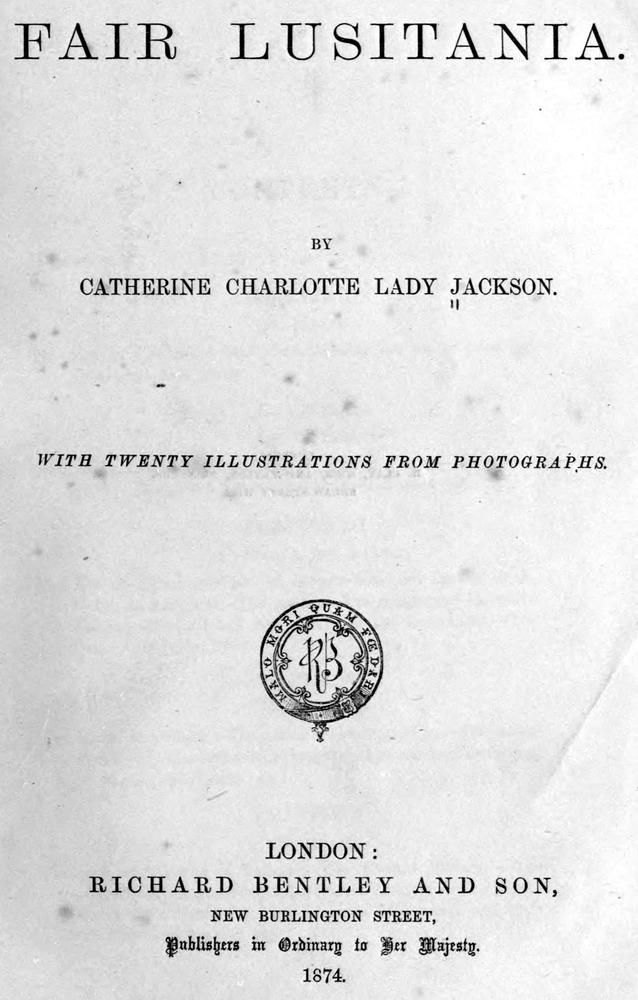 FAIR LUSITANIA.
BY
CATHERINE CHARLOTTE LADY JACKSON.
WITH TWENTY ILLUSTRATIONS FROM PHOTOGRAPHS.
MALO MORI QUAM FŒDARI
RB
LONDON:
RICHARD BENTLEY AND SON,
NEW BURLINGTON STREET,
Publishers in Ordinary to Her Majesty.
1874.